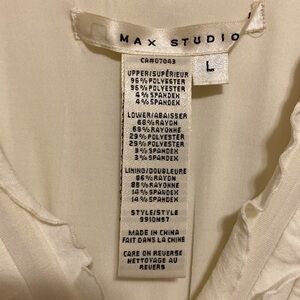 MAX STUDIO
L
CA#07043
UPPER/SUPÉRIEUR
96% POLYESTER
96% POLYESTER
4% SPANDEX
4% SPANDEX
LOWER/ABAISSER
68% RAYON
68% RAYONNE
29% POLYESTER
29% POLYESTER
3% SPANDEX
3% SPANDEX
LINING/DOUBLURE
86% RAYON
86% RAYONNE
14% SPANDEX
14% SPANDEX
STYLE/STYLE
9910N57
MADE IN CHINA
FAIT DANS LA CHINE
CARE ON REVERSE
NETTOYAGE AU
REVERS